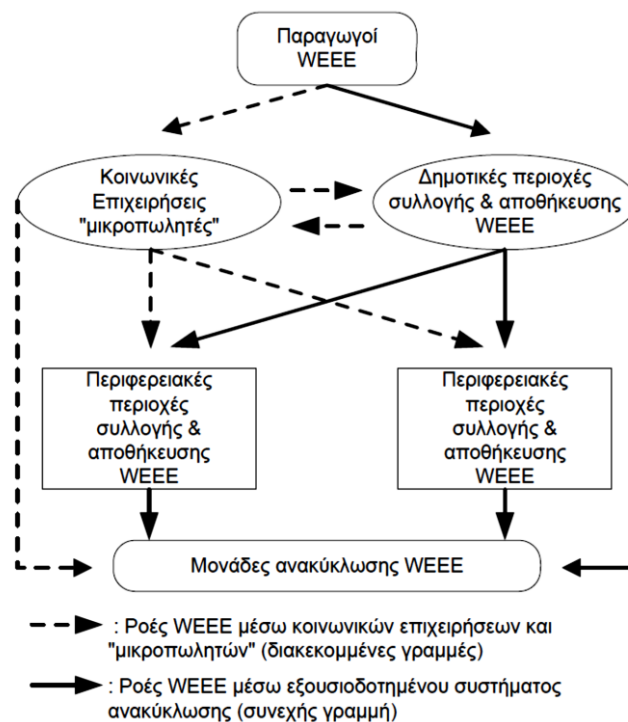 Παραγωγοί
WEEE
Κοινωνικές
Επιχειρήσεις
"μικροπωλητές"
Δημοτικές περιοχές
συλλογής & αποθήκευσης
WEEE
Περιφερειακές
περιοχές
συλλογής &
αποθήκευσης
WEEE
Περιφερειακές
περιοχές
συλλογής &
αποθήκευσης
WEEE
Μονάδες ανακύκλωσης WEEE
: Ροές WEEE μέσω κοινωνικών επιχειρήσεων και
"μικροπωλητών" (διακεκομμένες γραμμές)
: Ροές WEEE μέσω εξουσιοδοτημένου συστήματος
ανακύκλωσης (συνεχής γραμμή)